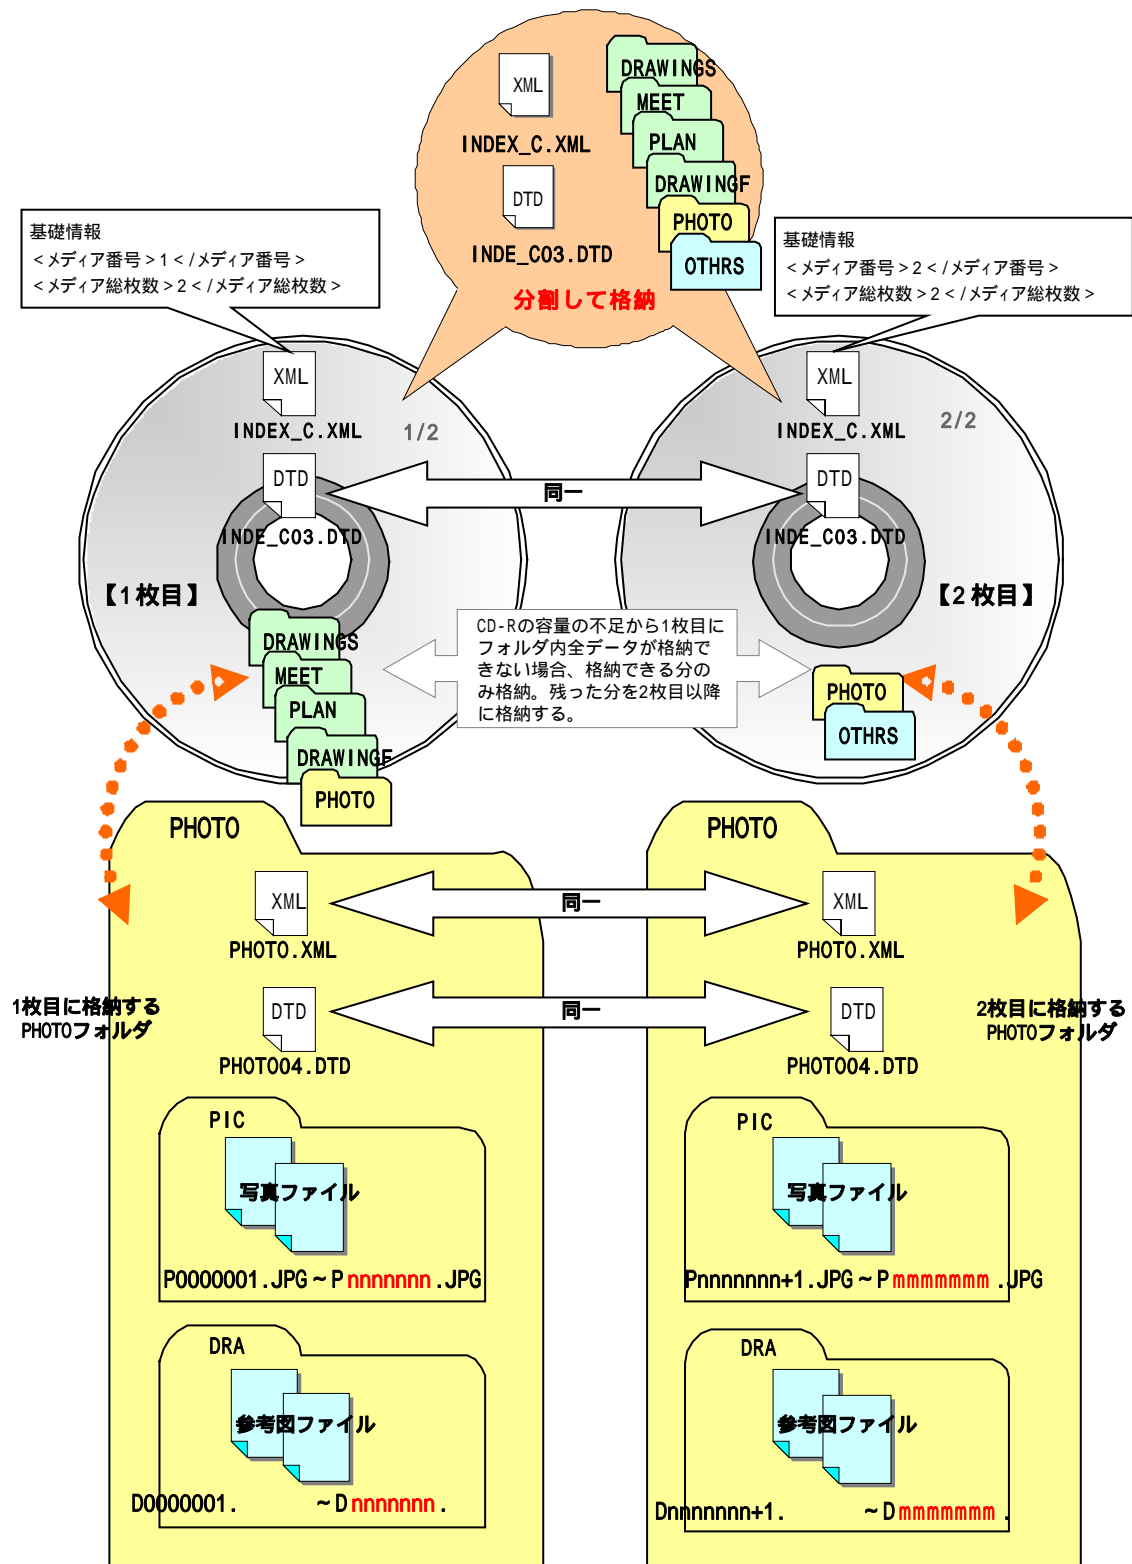 XML
INDEX_C.XML
DTD
INDE_C03.DTD
DRAWINGS
MEET
PLAN
DRAWINGF
PHOTO
OTHRS
分割して格納
基礎情報
<メディア番号>1</メディア番号>
<メディア総枚数>2</メディア総枚数>
基礎情報
<メディア番号>2</メディア番号>
<メディア総枚数>2</メディア総枚数>
XML
INDEX_C.XML
1/2
DTD
INDE_C03.DTD
【1枚目】
DRAWINGS
MEET
PLAN
DRAWINGF
PHOTO
同一
XML
INDEX_C.XML
2/2
DTD
INDE_C03.DTD
【2枚目】
PHOTO
OTHRS
CD-Rの容量の不足から1枚目に
フォルダ内全データが格納で
きない場合、格納できる分の
み格納。残った分を2枚目以降
に格納する。
PHOTO
XML
PHOTO.XML
1枚目に格納する
PHOTOフォルダ
DTD
PHOTO04.DTD
PIC
写真ファイル
P0000001.JPG~Pnnnnnnn.JPG
DRA
参考図ファイル
D0000001. ~Dnnnnnnn.
同一
同一
PHOTO
XML
PHOTO.XML
2枚目に格納する
PHOTOフォルダ
DTD
PHOTO04.DTD
PIC
写真ファイル
Pnnnnnnn+1.JPG~Pmmmmmmm.JPG
DRA
参考図ファイル
Dnnnnnnn+1. ~Dmmmmmmm.